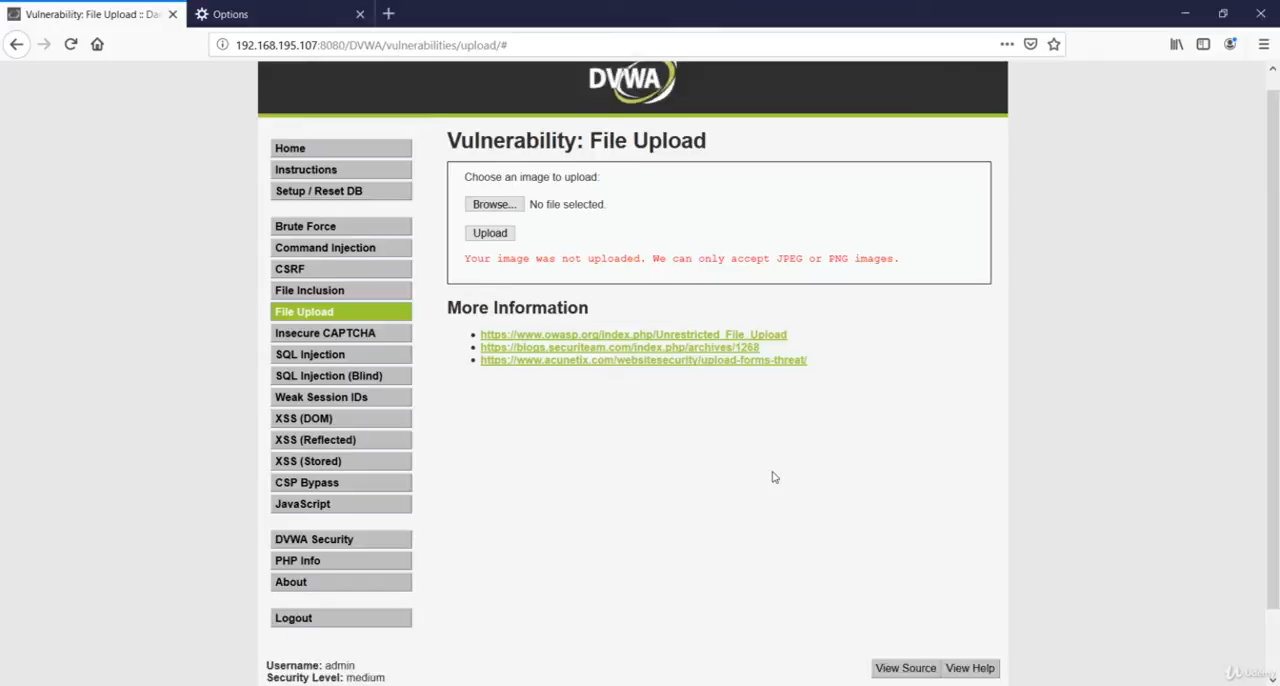 Vulnerability: File Upload :: Da
Options
192.168.195.107:8080/DVWA/vulnerabilities/upload/#
DVWA
Home
Instructions
Setup / Reset DB
Brute Force
Command Injection
CSRF
File Inclusion
File Upload
Insecure CAPTCHA
SQL Injection
SQL Injection (Blind)
Weak Session IDs
XSS (DOM)
XSS (Reflected)
XSS (Stored)
CSP Bypass
JavaScript
DVWA Security
PHP Info
About
Logout
Vulnerability: File Upload
Choose an image to upload:
Browse... No file selected.
Upload
Your image was not uploaded. We can only accept JPEG or PNG images.
More Information
https://www.owasp.org/index.php/Unrestricted_File_Upload
https://blogs.securiteam.com/index.php/archives/1268
https://www.acunetix.com/websitesecurity/upload-forms-threat/
Username: admin
Security Level: medium
View Source View Help
Udemy